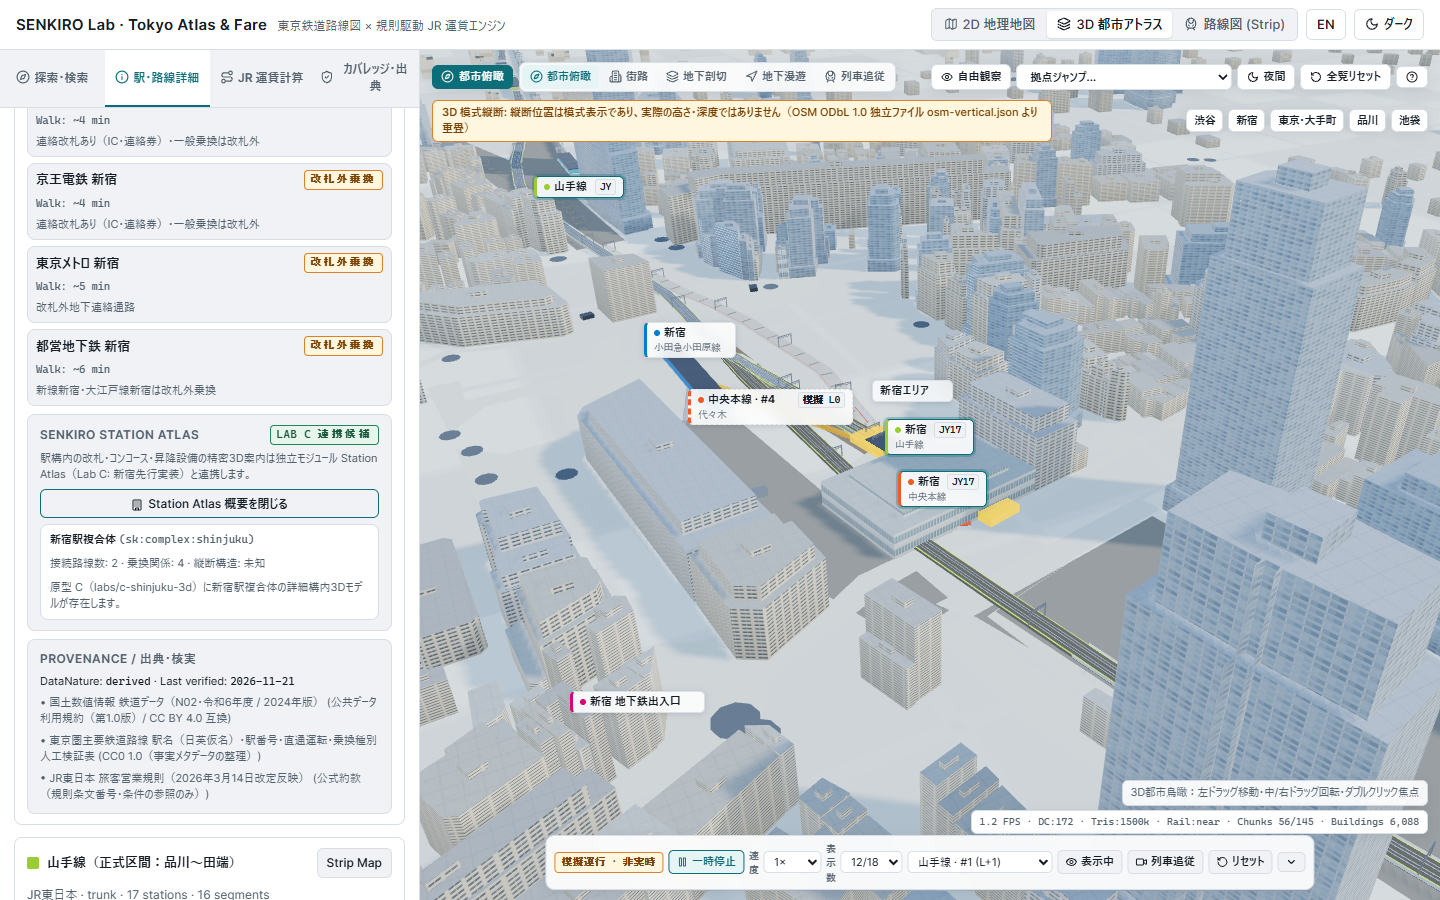 SENKIRO Lab · Tokyo Atlas & Fare 東京鉄道路線図 × 規則駆動 JR 運賃エンジン
2D 地理地図 3D 都市アトラス 路線図 (Strip) EN ダーク
探索・検索 駅・路線詳細 JR 運賃計算 カバレッジ・出典
Walk: ~4 min
連絡改札あり（IC・連絡券）・一般乗換は改札外
京王電鉄 新宿 改札外乗換
Walk: ~4 min
連絡改札あり（IC・連絡券）・一般乗換は改札外
東京メトロ 新宿 改札外乗換
Walk: ~5 min
改札外地下連絡通路
都営地下鉄 新宿 改札外乗換
Walk: ~6 min
新線新宿・大江戸線新宿は改札外乗換
SENKIRO STATION ATLAS LAB C 連携候補
駅構内の改札・コンコース・昇降設備の精密3D案内は独立モジュール Station
Atlas（Lab C: 新宿先行実装）と連携します。
Station Atlas 概要を閉じる
新宿駅複合体 (sk:complex:shinjuku)
接続路線数: 2 · 乗換関係: 4 · 縦断構造: 未知
原型 C（labs/c-shinjuku-3d）に新宿駅複合体の詳細構内3Dモデ
ルが存在します。
PROVENANCE / 出典・検実
DataNature: derived · Last verified: 2026-11-21
• 国土数値情報 鉄道データ（N02・令和6年度 / 2024年版） (公共データ
利用規約（第1.0版）/ CC BY 4.0 互換)
• 東京圏主要鉄道路線 駅名（日英仮名）・駅番号・直通運転・乗換種別
人工検証表 (CC0 1.0（事実メタデータの整理）)
• JR東日本 旅客営業規則（2026年3月14日改定反映） (公式約款
（規則条文番号・条件の参照のみ）)
山手線（正式区間：品川〜田端） Strip Map
JR東日本 · trunk · 17 stations · 16 segments
都市俯瞰 都市俯瞰 街路 地下剖切 地下漫遊 列車追従 自由観察 拠点ジャンプ... 夜間 全覧リセット
3D 模式縦断: 縦断位置は模式表示であり、実際の高さ・深度ではありません（OSM ODbL 1.0 独立ファイル osm-vertical.json より
重畳）
渋谷 新宿 東京・大手町 品川 池袋
山手線 JY
新宿
小田急小田原線
中央本線 · #4 模擬 L0
代々木
新宿エリア
新宿 JY17
山手線
新宿 JY17
中央本線
新宿 地下鉄出入口
3D都市鳥瞰：左ドラッグ移動・中/右ドラッグ回転・ダブルクリック焦点
1.2 FPS · DC:172 · Tris:1500k · Rail:near · Chunks 56/145 · Buildings 6,088
模擬運行 · 非実時 一時停止 速度 1× 表示数 12/18 山手線 · #1 (L+1) 表示中 列車追従 リセット